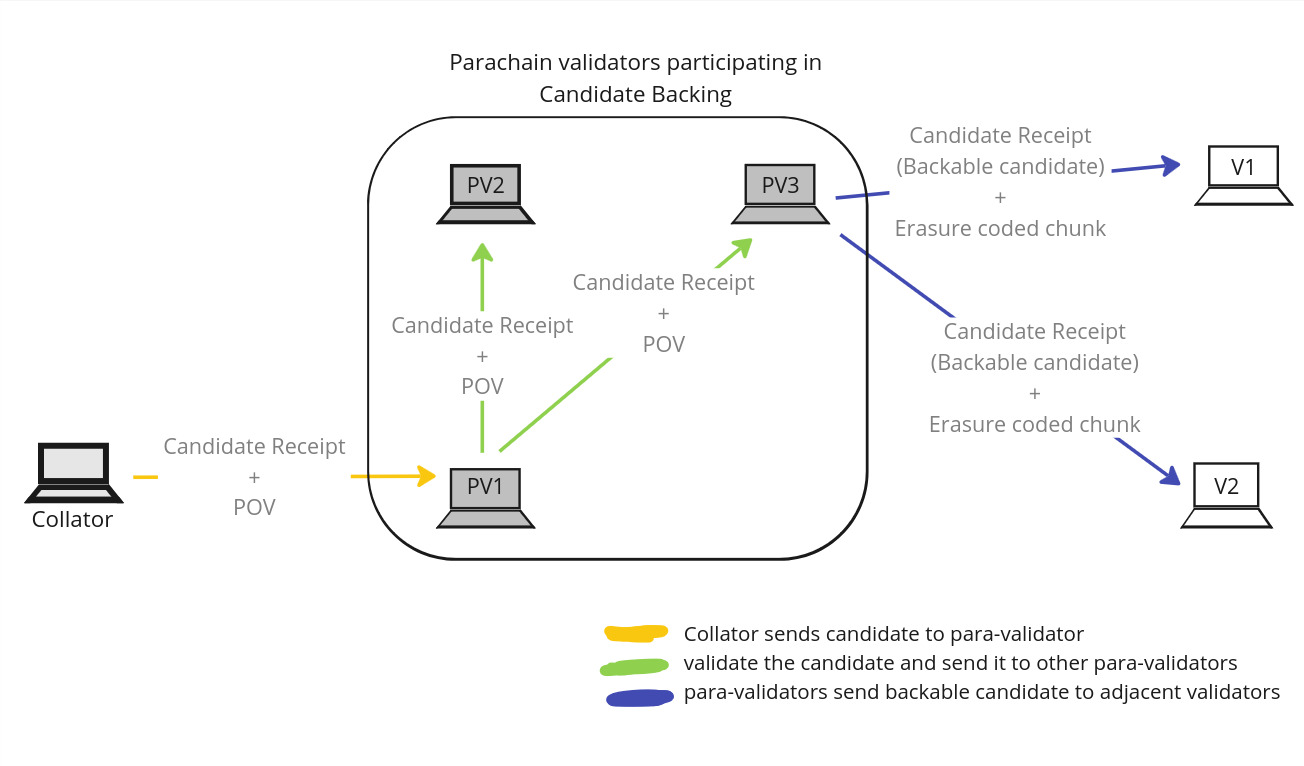 Parachain validators participating in
Candidate Backing
Candidate Receipt
(Backable candidate)
+
Erasure coded chunk
V1
PV2
PV3
Candidate Receipt
+
POV
Candidate Receipt
+
POV
Candidate Receipt
(Backable candidate)
+
Erasure coded chunk
Candidate Receipt
+
POV
Collator
PV1
V2
Collator sends candidate to para-validator
validate the candidate and send it to other para-validators
para-validators send backable candidate to adjacent validators